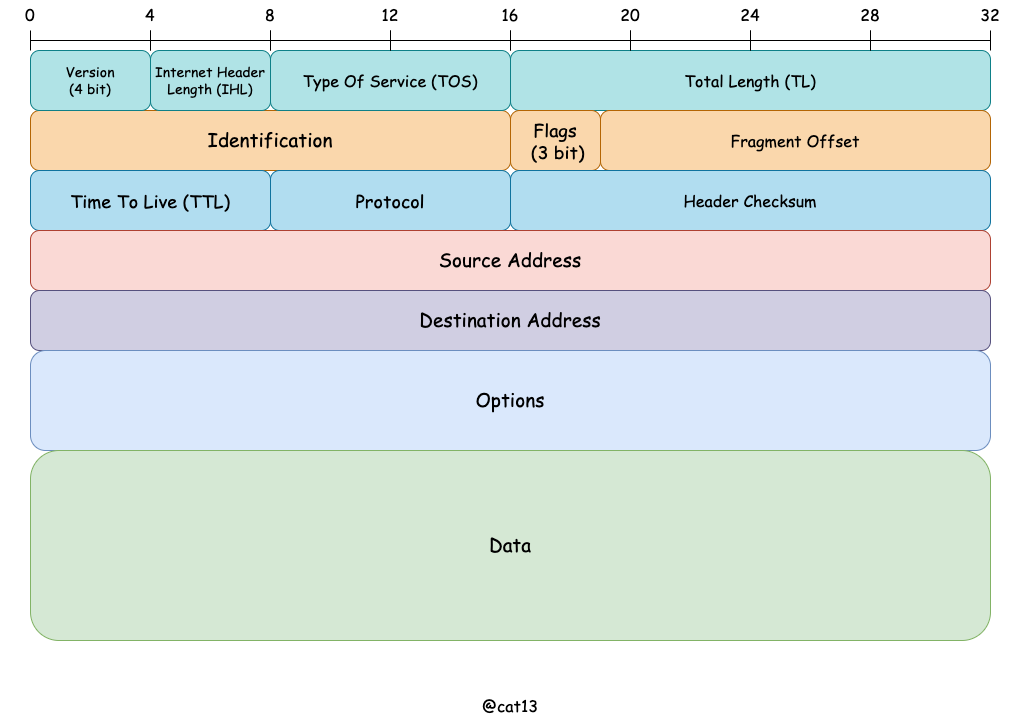 0 4 8 12 16 20 24 28 32
Version
(4 bit)
Internet Header
Length (IHL)
Type Of Service (TOS)
Total Length (TL)
Identification
Flags
(3 bit)
Fragment Offset
Time To Live (TTL)
Protocol
Header Checksum
Source Address
Destination Address
Options
Data
@cat13